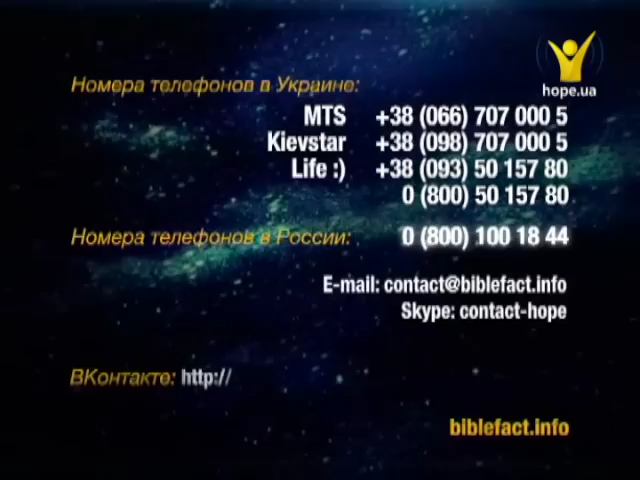 hope.ua
Номера телефонов в Украине:
MTS +38 (066) 707 000 5
Kievstar +38 (098) 707 000 5
Life :) +38 (093) 50 157 80
0 (800) 50 157 80
Номера телефонов в России: 0 (800) 100 18 44
E-mail: contact@biblefact.info
Skype: contact-hope
ВКонтакте: http://
biblefact.info